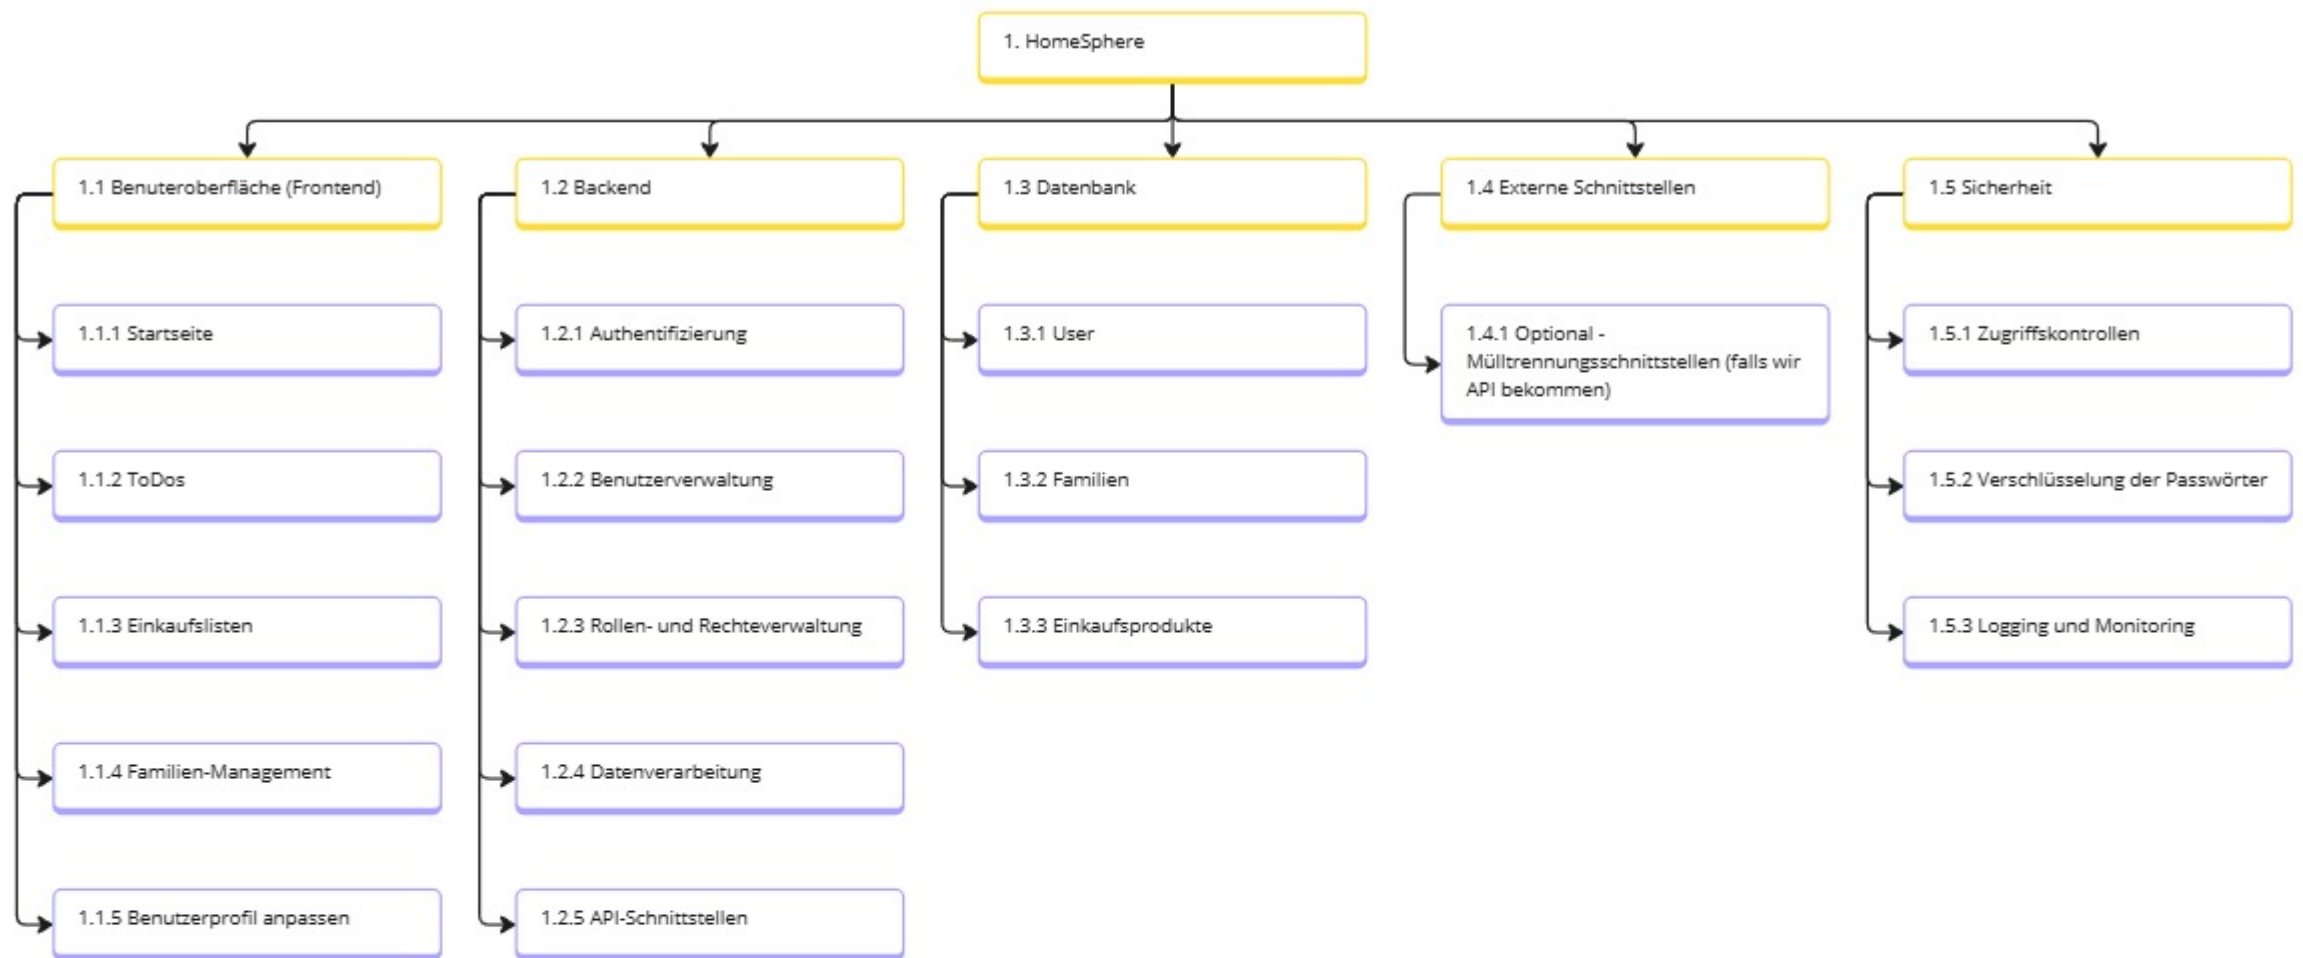 1. HomeSphere
1.1 Benuteroberfläche (Frontend)
1.2 Backend
1.3 Datenbank
1.4 Externe Schnittstellen
1.5 Sicherheit
1.1.1 Startseite
1.2.1 Authentifizierung
1.3.1 User
1.4.1 Optional -
Mülltrennungsschnittstellen (falls wir
API bekommen)
1.5.1 Zugriffskontrollen
1.1.2 ToDos
1.2.2 Benutzerverwaltung
1.3.2 Familien
1.5.2 Verschlüsselung der Passwörter
1.1.3 Einkaufslisten
1.2.3 Rollen- und Rechteverwaltung
1.3.3 Einkaufsprodukte
1.5.3 Logging und Monitoring
1.1.4 Familien-Management
1.2.4 Datenverarbeitung
1.1.5 Benutzerprofil anpassen
1.2.5 API-Schnittstellen